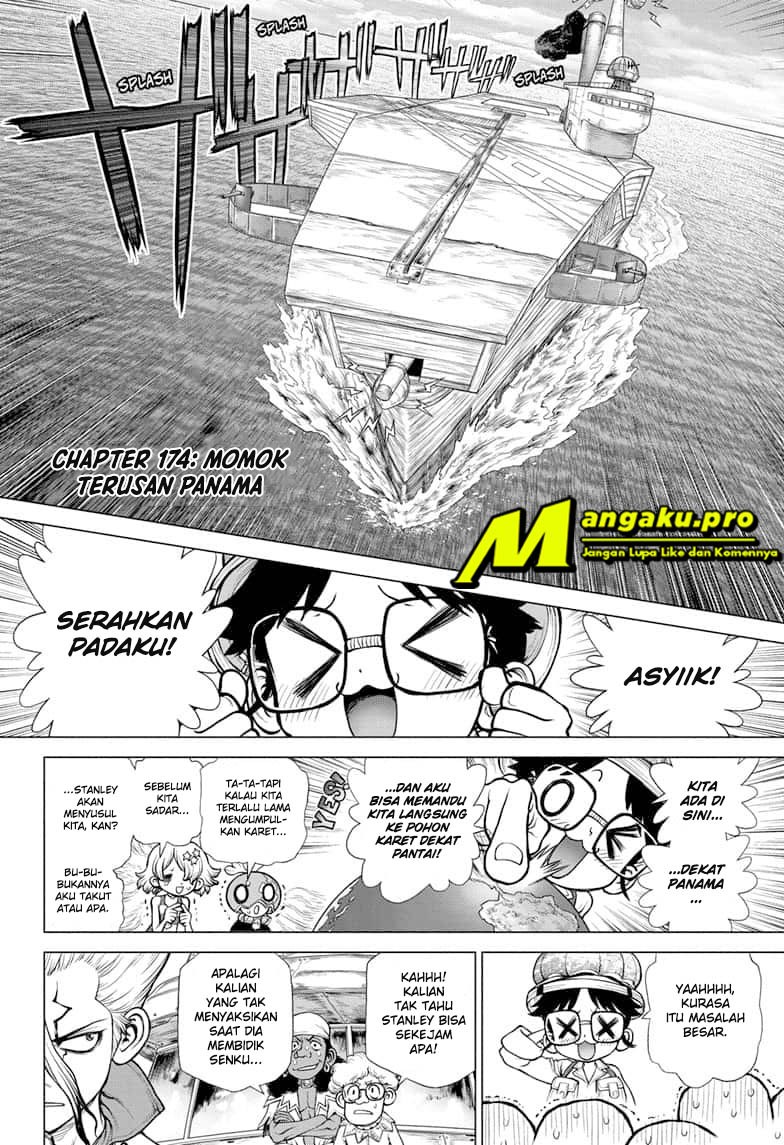 SPLASH
SPLASH
SPLASH
SPLASH
CHAPTER 174: MOMOK
TERUSAN PANAMA
Mangaku.pro
Jangan Lupa Like dan Komennya
ASYIIK!
SERAHKAN
PADAKU!
KITA
ADA DI
SINI...
...DEKAT
PANAMA
...
...DAN AKU
BISA MEMANDU
KITA LANGSUNG
KE POHON
KARET DEKAT
PANTAI!
YES!
TA-TA-TAPI
KALAU KITA
TERLALU LAMA
MENGUMPUL-
KAN KARET...
SEBELUM
KITA
SADAR...
...STANLEY
AKAN
MENYUSUL
KITA, KAN?
BU-BU-
BUKANNYA
AKU TAKUT
ATAU APA.
YAAHHHH,
KURASA
ITU MASALAH
BESAR.
KAHHH!
KALIAN
TAK TAHU
STANLEY BISA
SEKEJAM
APA!
APALAGI
KALIAN
YANG TAK
MENYAKSIKAN
SAAT DIA
MEMBIDIK
SENKU...